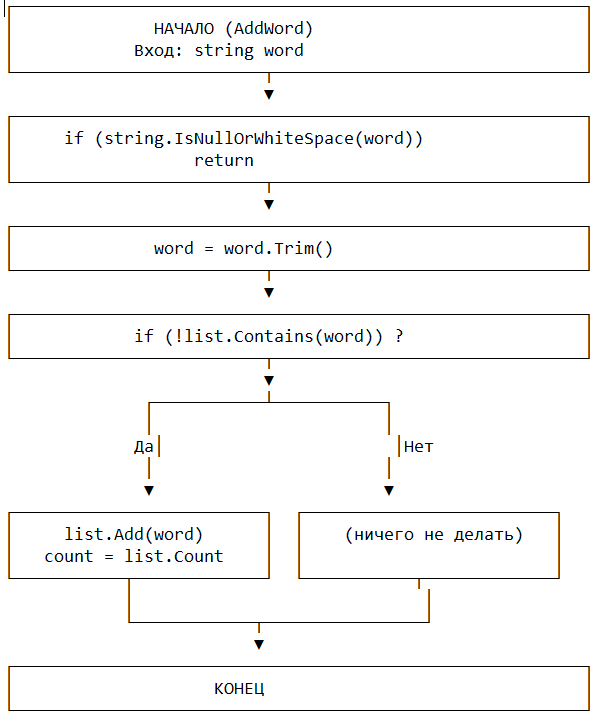 НАЧАЛО (AddWord)
Вход: string word
if (string.IsNullOrWhiteSpace(word))
return
word = word.Trim()
if (!list.Contains(word)) ?
Да
Нет
list.Add(word)
count = list.Count
(ничего не делать)
КОНЕЦ